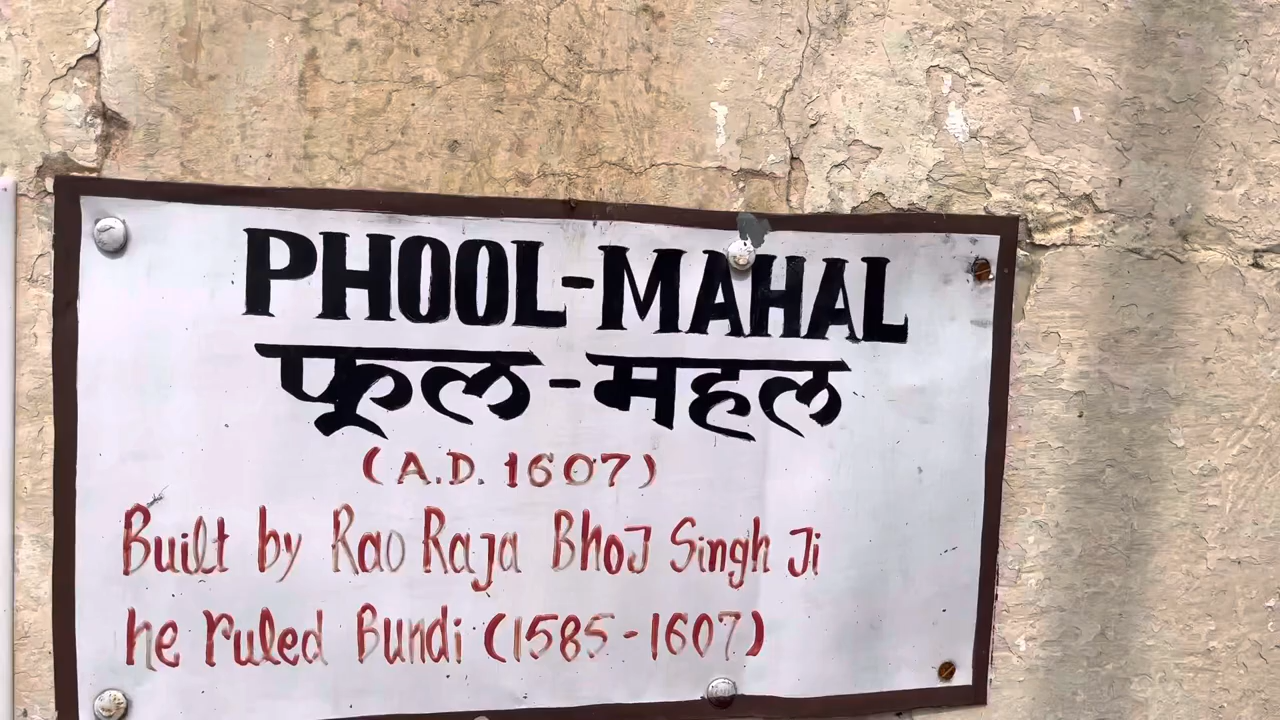 PHOOL-MAHAL
फूल-महल
(A.D. 1607)
Built by Rao Raja Bhoj Singh Ji
he ruled Bundi (1585-1607)